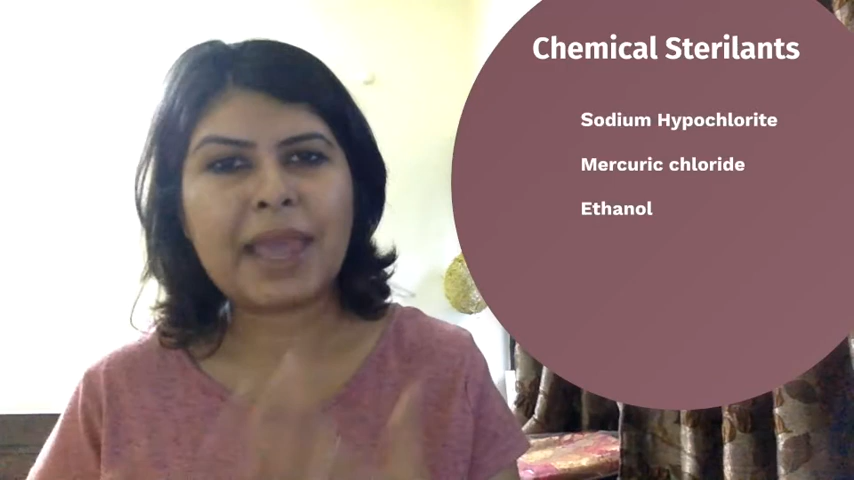 Chemical Sterilants
Sodium Hypochlorite
Mercuric chloride
Ethanol